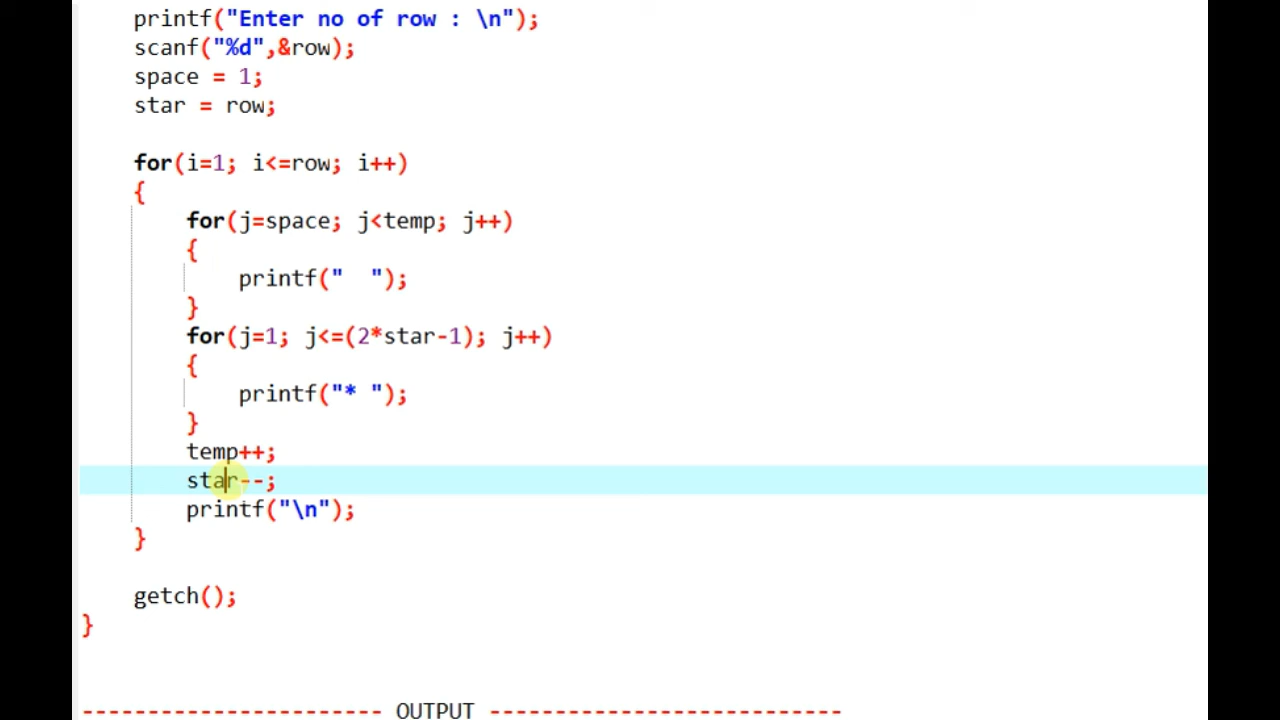 printf("Enter no of row : \n");
scanf("%d",&row);
space = 1;
star = row;
for(i=1; i<=row; i++)
{
for(j=space; j<temp; j++)
{
printf("  ");
}
for(j=1; j<=(2*star-1); j++)
{
printf("* ");
}
temp++;
star--;
printf("\n");
}
getch();
}
----------------------- OUTPUT ---------------------------